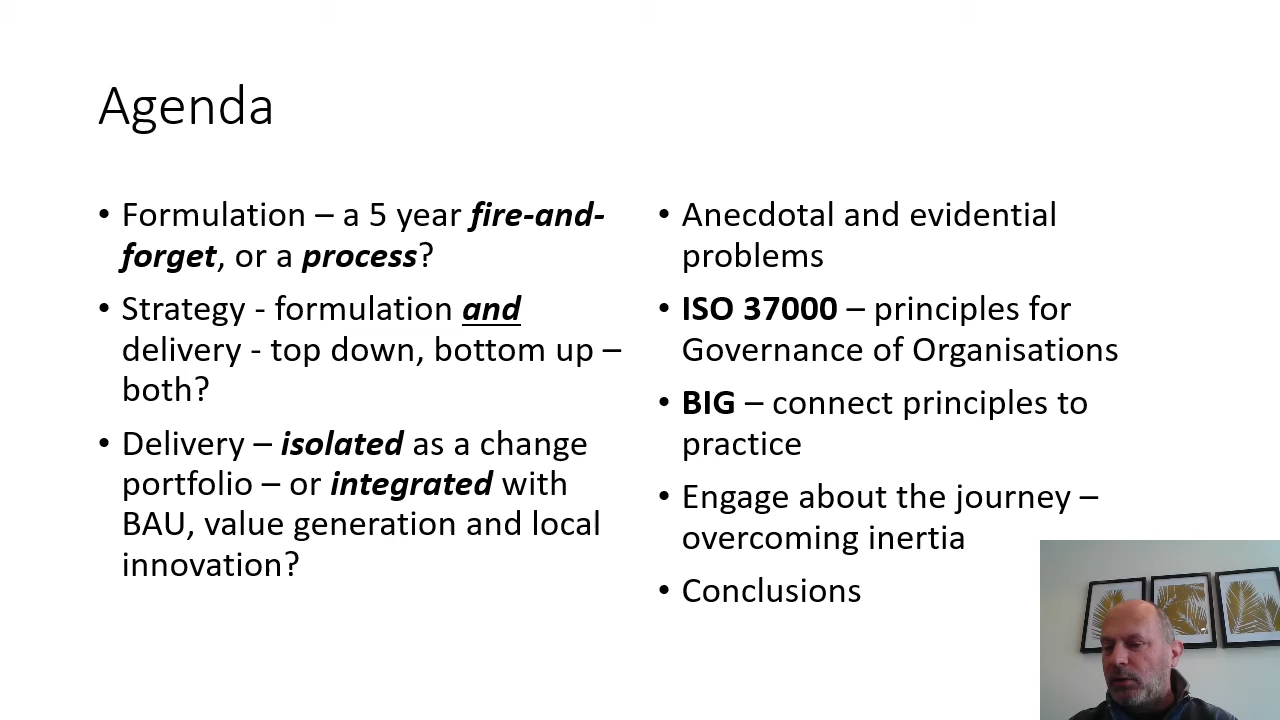 Agenda
• Formulation – a 5 year fire-and-
forget, or a process?
• Strategy - formulation and
delivery - top down, bottom up –
both?
• Delivery – isolated as a change
portfolio – or integrated with
BAU, value generation and local
innovation?
• Anecdotal and evidential
problems
• ISO 37000 – principles for
Governance of Organisations
• BIG – connect principles to
practice
• Engage about the journey –
overcoming inertia
• Conclusions